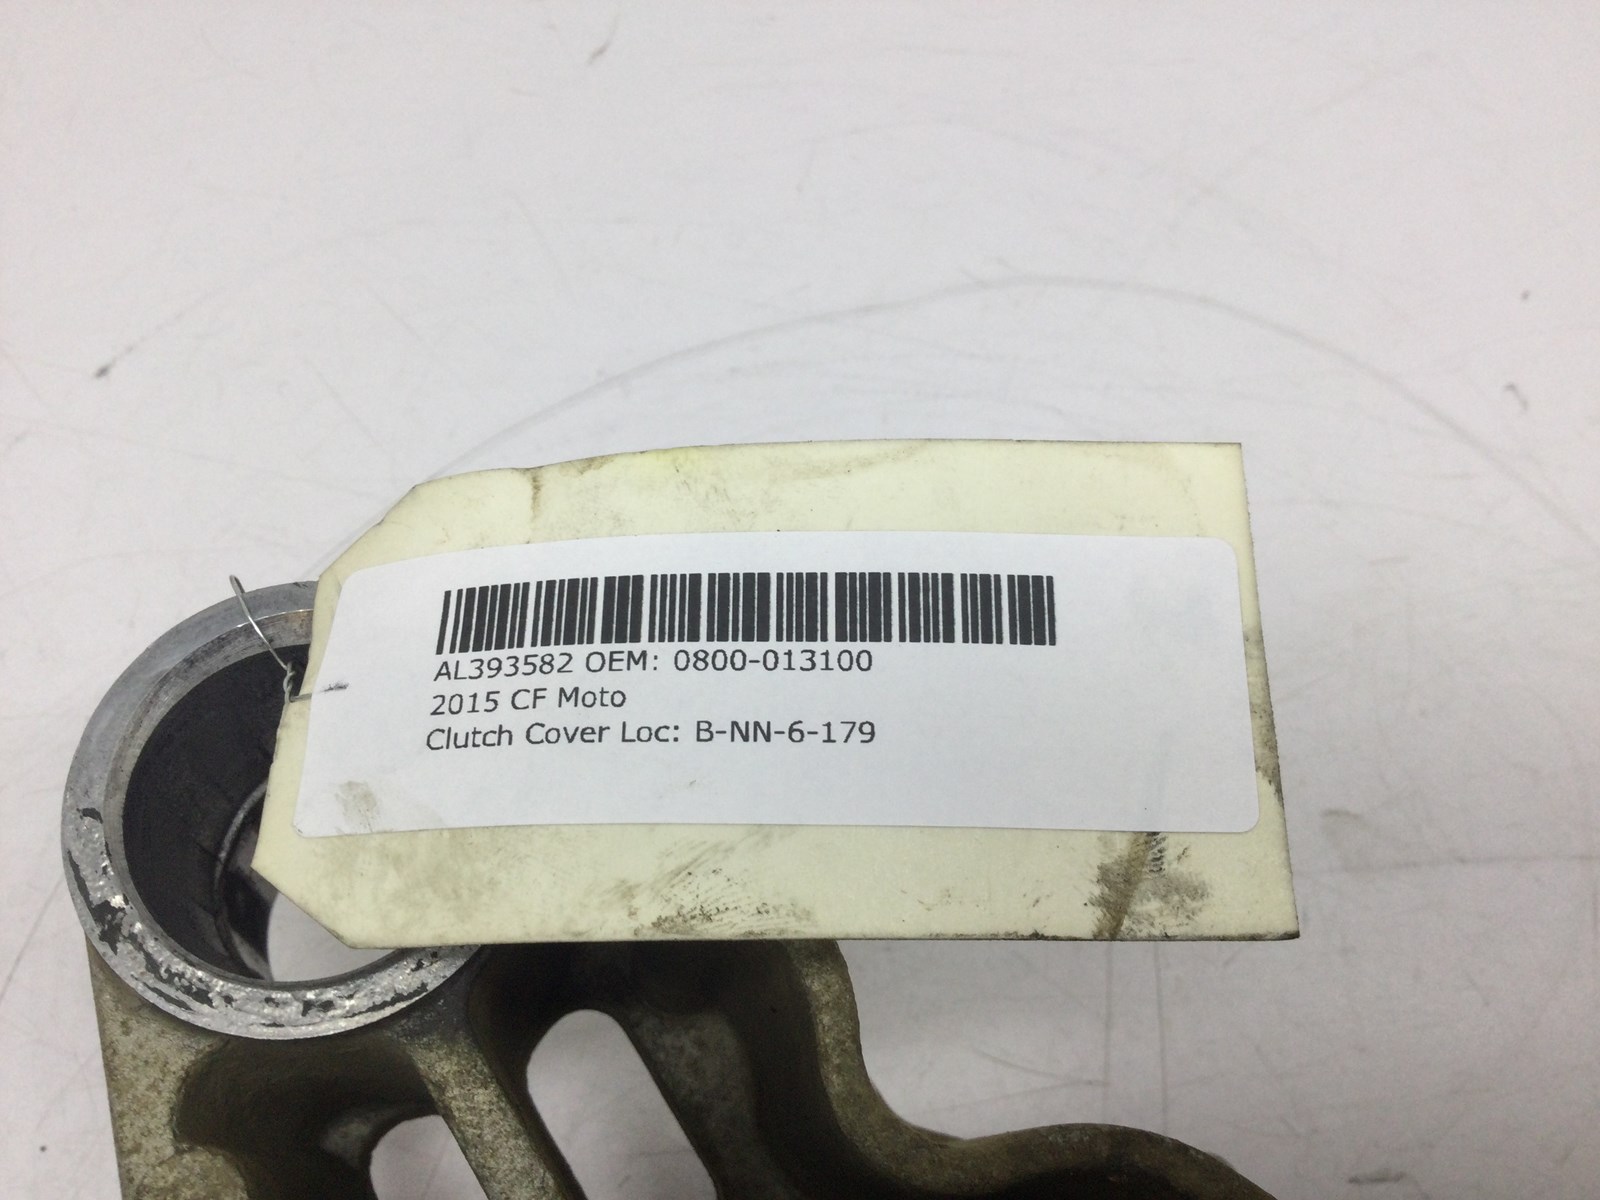 AL393582 OEM: 0800-013100
2015 CF Moto
Clutch Cover Loc: B-NN-6-179